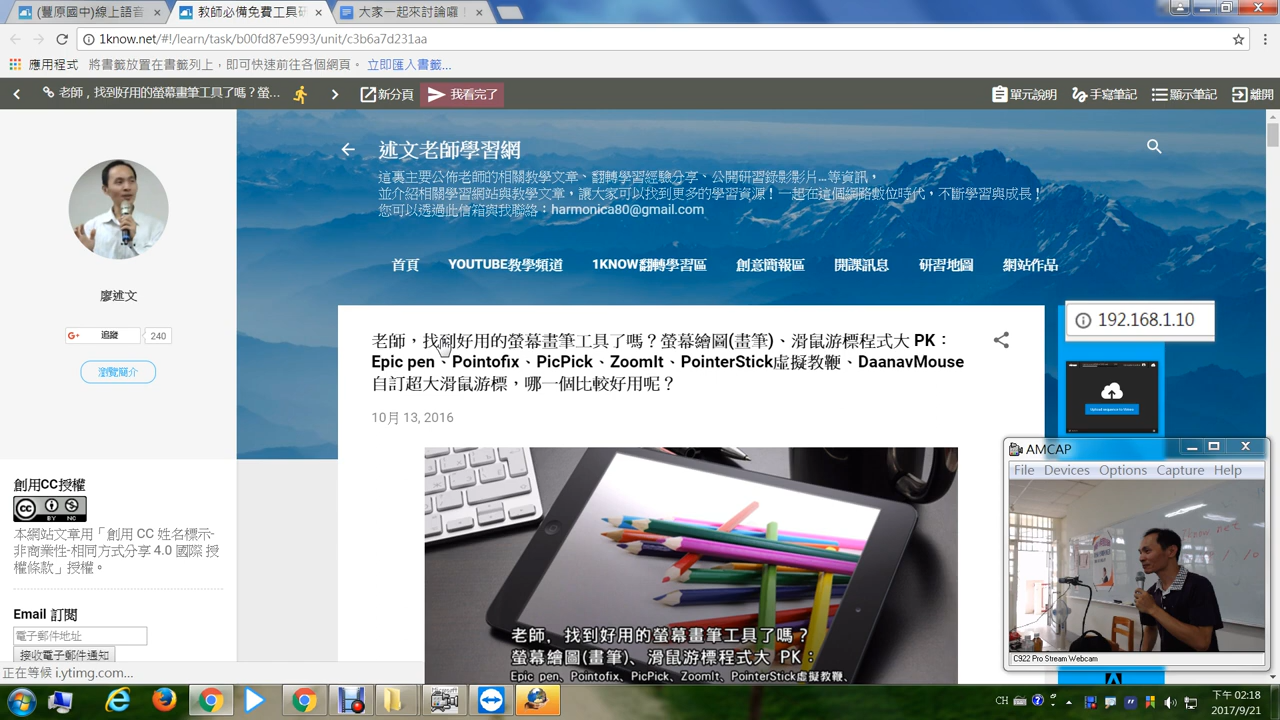 (豐原國中)線上語音
教師必備免費工具研
大家一起來討論囉！
1know.net/#!/learn/task/b00fd87e5993/unit/c3b6a7d231aa
應用程式 將書籤放置在書籤列上，即可快速前往各個網頁。 立即匯入書籤...
老師，找到好用的螢幕畫筆工具了嗎？螢... 新分頁 我看完了 單元說明 手寫筆記 顯示筆記 離開
述文老師學習網
這裏主要公佈老師的相關教學文章、翻轉學習經驗分享、公開研習錄影影片...等資訊，
並介紹相關學習網站與教學文章，讓大家可以找到更多的學習資源！一起在這個網路數位時代，不斷學習與成長！
您可以透過此信箱與我聯絡：harmonica80@gmail.com
首頁 YOUTUBE教學頻道 1KNOW翻轉學習區 創意簡報區 開課訊息 研習地圖 網站作品
廖述文
G+ 追蹤 240
瀏覽簡介
創用CC授權
cc BY NC
本網站文章用「創用 CC 姓名標示-
非商業性-相同方式分享 4.0 國際 授
權條款」授權。
Email 訂閱
電子郵件地址
接收電子郵件通知
正在等候 i.ytimg.com...
老師，找到好用的螢幕畫筆工具了嗎？螢幕繪圖(畫筆)、滑鼠游標程式大 PK：
Epic pen、Pointofix、PicPick、ZoomIt、PointerStick虛擬教鞭、DaanavMouse
自訂超大滑鼠游標，哪一個比較好用呢？
10月 13, 2016
老師，找到好用的螢幕畫筆工具了嗎？
螢幕繪圖(畫筆)、滑鼠游標程式大 PK：
Epic pen、Pointofix、PicPick、ZoomIt、PointerStick虛擬教鞭、
192.168.1.10
AMCAP
File Devices Options Capture Help
C922 Pro Stream Webcam
CH
下午 02:18
2017/9/21